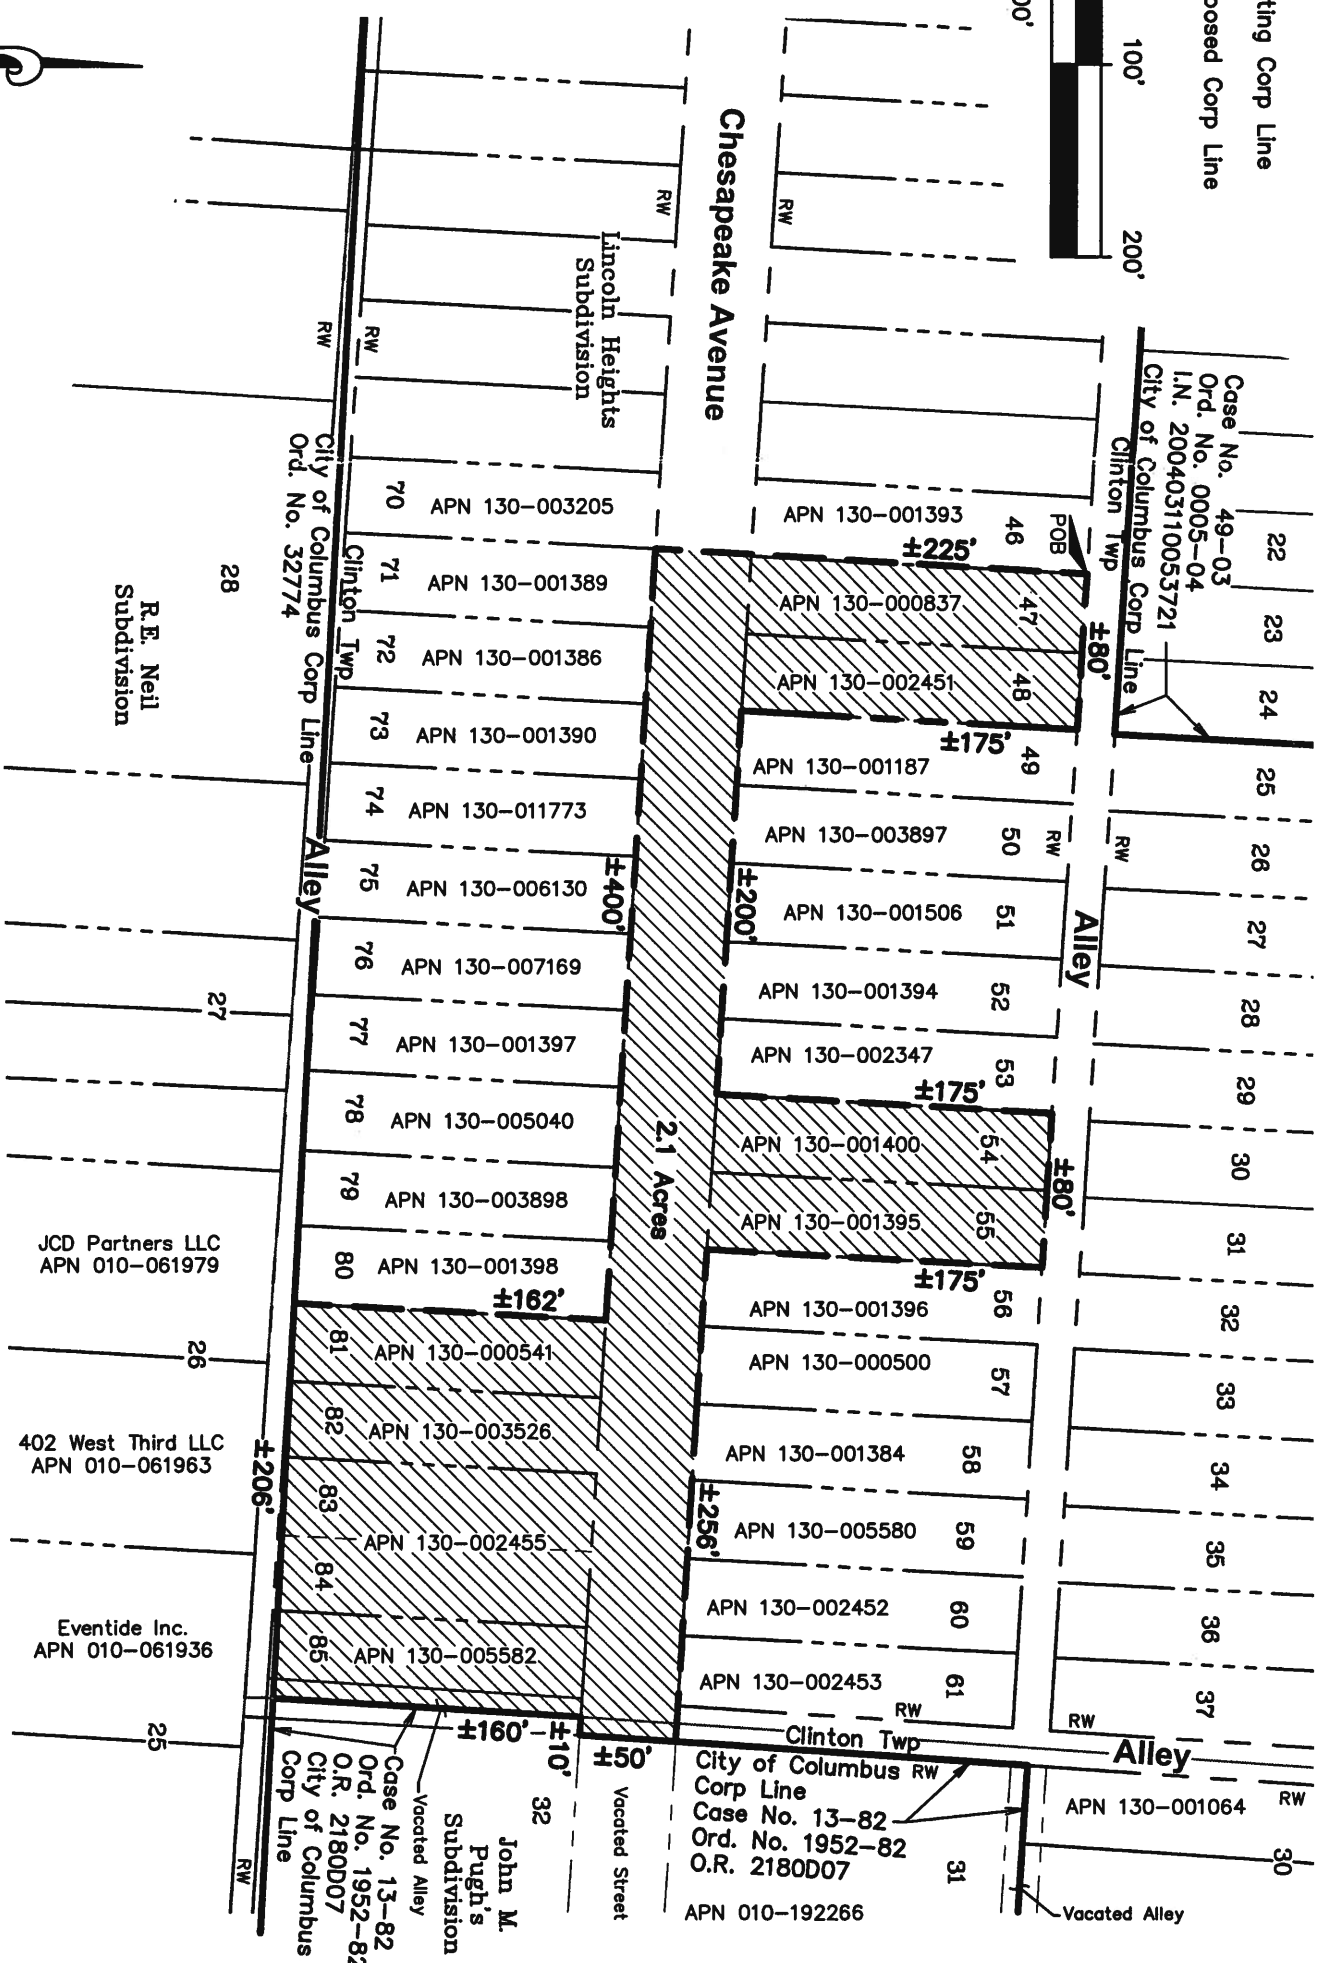 ting Corp Line
posed Corp Line
00'
100'
200'
Chesapeake Avenue
RW
RW
Lincoln Heights
Subdivision
RW
RW
Case No. 49-03
Ord. No. 0005-04
I.N. 200403110053721
City of Columbus Corp Line
Clinton Twp
22
23
24
25
26
27
28
29
30
31
32
33
34
35
36
37
POB
APN 130-001393
46
±225'
APN 130-000837
47
±80'
APN 130-002451
48
±175'
APN 130-001187
49
APN 130-003897
50
RW
RW
APN 130-001506
51
Alley
APN 130-001394
52
APN 130-002347
53
±175'
APN 130-001400
54
±80'
APN 130-001395
55
±175'
APN 130-001396
56
APN 130-000500
57
APN 130-001384
58
APN 130-005580
59
APN 130-002452
60
APN 130-002453
61
±200'
±256'
±400'
2.1 Acres
70
APN 130-003205
71
APN 130-001389
72
APN 130-001386
73
APN 130-001390
74
APN 130-011773
75
APN 130-006130
76
APN 130-007169
77
APN 130-001397
78
APN 130-005040
79
APN 130-003898
80
APN 130-001398
±162'
81
APN 130-000541
82
APN 130-003526
83
APN 130-002455
84
85
APN 130-005582
Clinton Twp
City of Columbus Corp Line
Ord. No. 32774
Alley
R.E. Neil
Subdivision
28
27
26
25
JCD Partners LLC
APN 010-061979
402 West Third LLC
APN 010-061963
Eventide Inc.
APN 010-061936
±206'
±160'
±10'
±50'
RW
RW
Alley
Clinton Twp
City of Columbus
RW
Corp Line
Case No. 13-82
Ord. No. 1952-82
O.R. 2180D07
APN 010-192266
APN 130-001064
RW
30
31
Vacated Alley
Vacated Street
32
John M.
Pugh's
Subdivision
Vacated Alley
Case No. 13-82
Ord. No. 1952-82
O.R. 2180D07
City of Columbus
Corp Line
RW